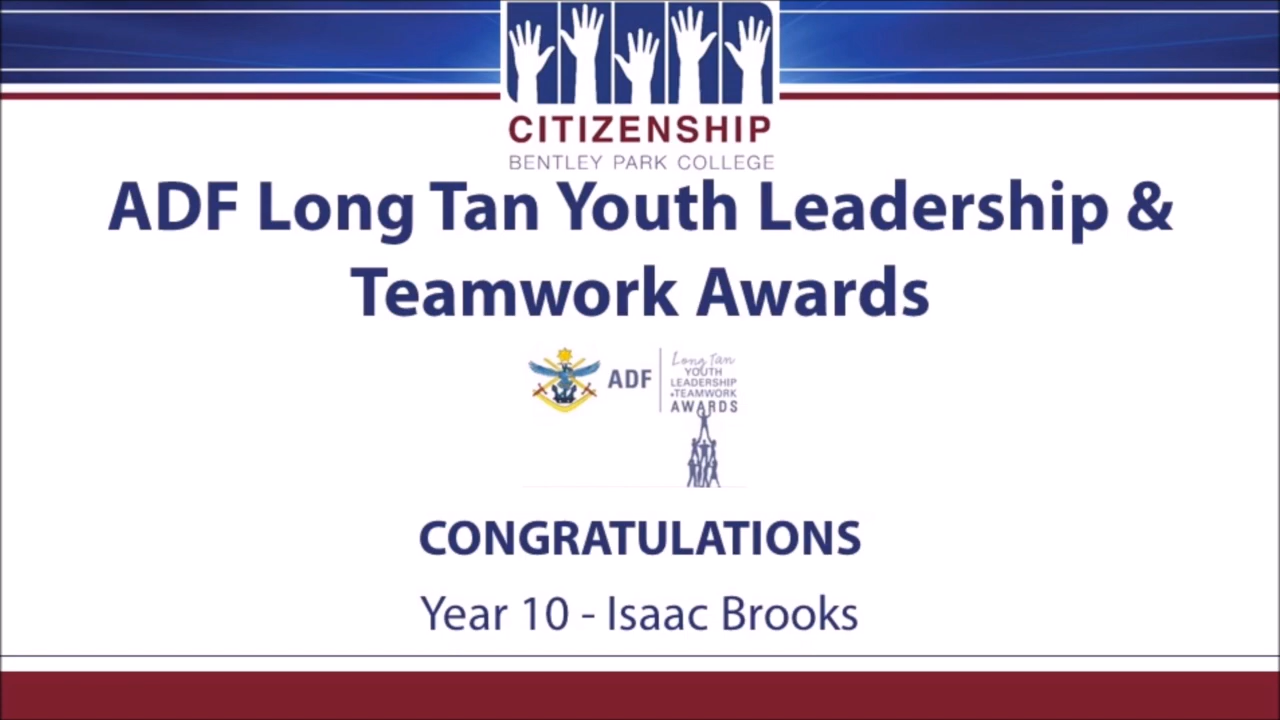 CITIZENSHIP
BENTLEY PARK COLLEGE
ADF Long Tan Youth Leadership &
Teamwork Awards
ADF
Long Tan
YOUTH
LEADERSHIP
+TEAMWORK
AWARDS
CONGRATULATIONS
Year 10 - Isaac Brooks